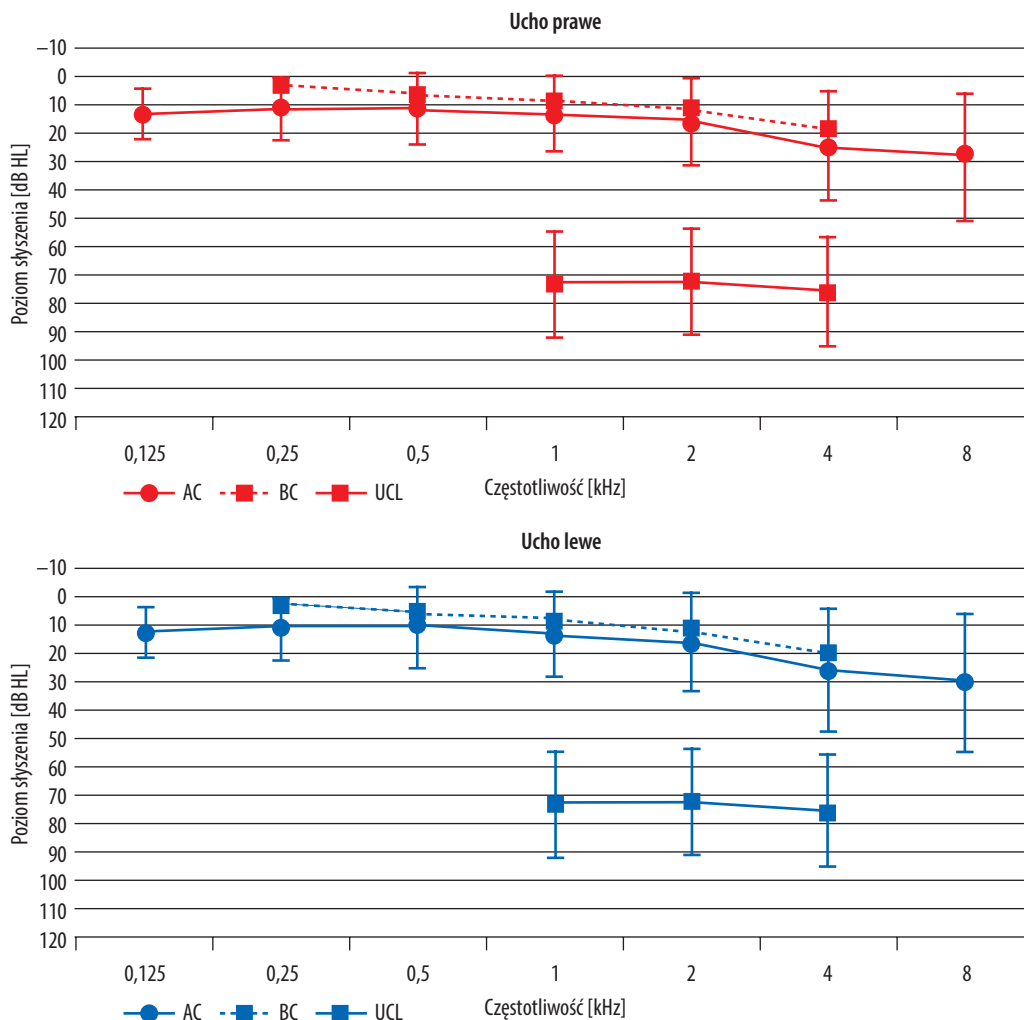 Ucho prawe
Poziom słyszenia [dB HL]
–10
0
10
20
30
40
50
60
70
80
90
100
110
120
0,125 0,25 0,5 1 2 4 8
Częstotliwość [kHz]
AC BC UCL
Ucho lewe
Poziom słyszenia [dB HL]
–10
0
10
20
30
40
50
60
70
80
90
100
110
120
0,125 0,25 0,5 1 2 4 8
Częstotliwość [kHz]
AC BC UCL